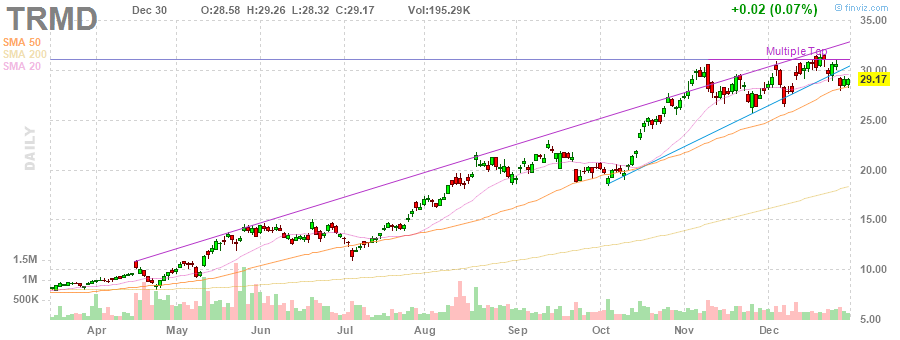 TRMD Dec 30 O:28.58 H:29.26 L:28.32 C:29.17 Vol:195.29K +0.02 (0.07%) finviz.com
35.00
SMA 50
SMA 200
SMA 20
Multiple Top
30.00
29.17
25.00
DAILY
20.00
15.00
1.5M
10.00
1M
500K
5.00
Apr May Jun Jul Aug Sep Oct Nov Dec